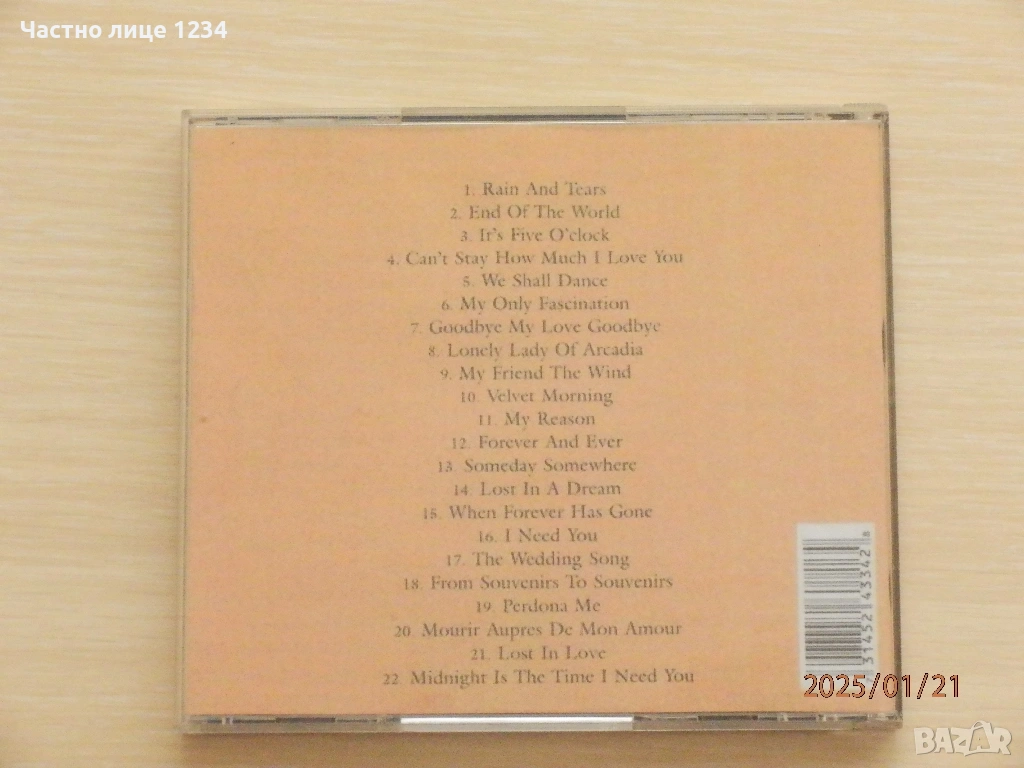 Частно лице 1234
1. Rain And Tears
2. End Of The World
3. It's Five O'clock
4. Can't Stay How Much I Love You
5. We Shall Dance
6. My Only Fascination
7. Goodbye My Love Goodbye
8. Lonely Lady Of Arcadia
9. My Friend The Wind
10. Velvet Morning
11. My Reason
12. Forever And Ever
13. Someday Somewhere
14. Lost In A Dream
15. When Forever Has Gone
16. I Need You
17. The Wedding Song
18. From Souvenirs To Souvenirs
19. Perdona Me
20. Mourir Aupres De Mon Amour
21. Lost In Love
22. Midnight Is The Time I Need You
7 31452 43342 8
2025/01/21
BAZAR